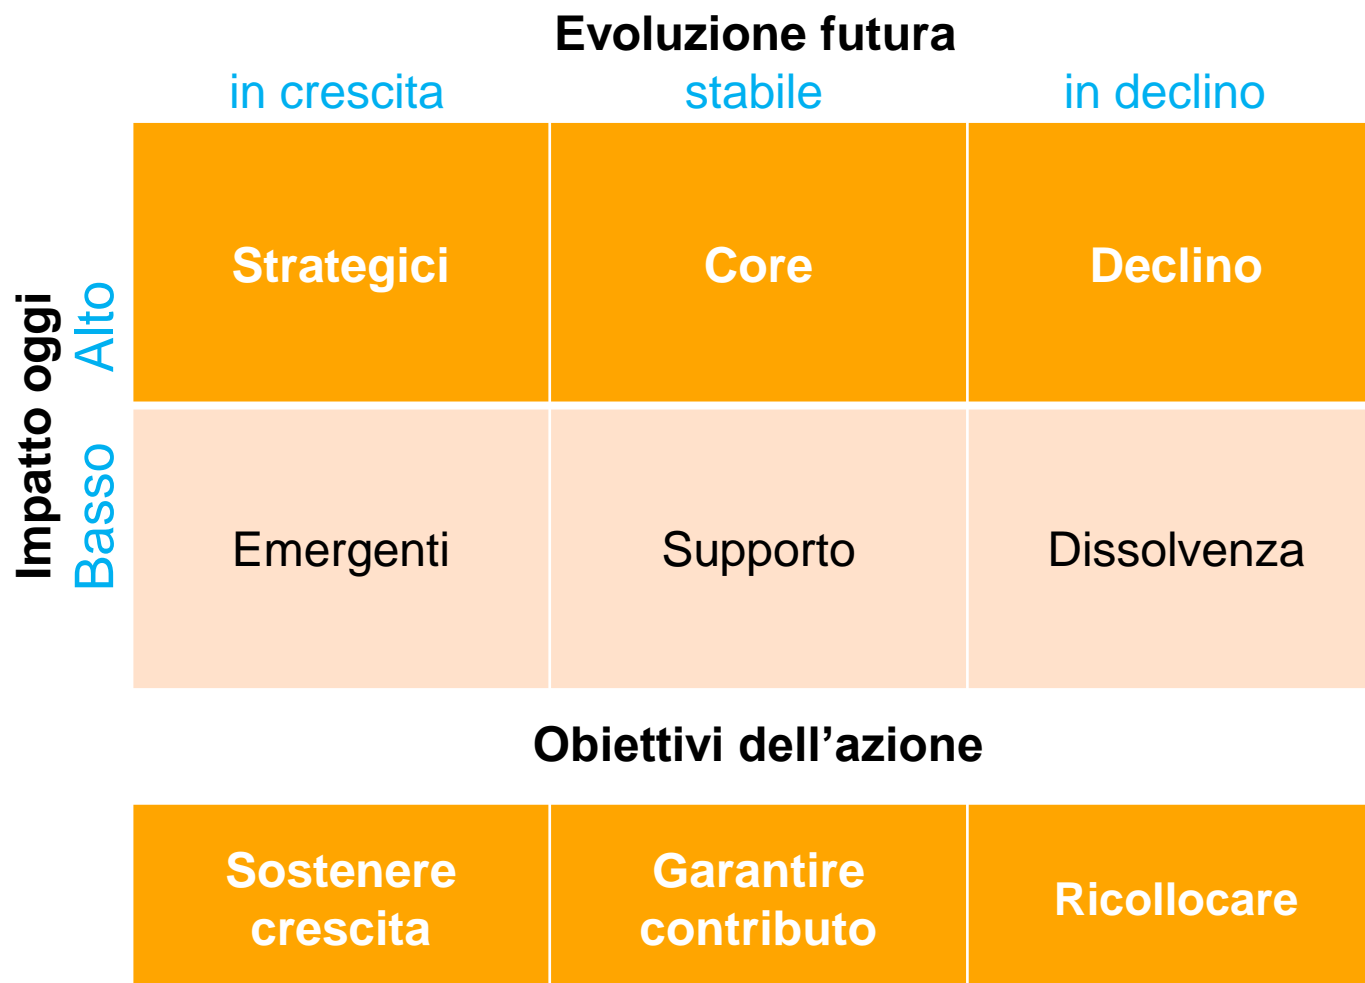 Evoluzione futura
in crescita
stabile
in declino
Impatto oggi
Alto
Strategici
Core
Declino
Basso
Emergenti
Supporto
Dissolvenza
Obiettivi dell’azione
Sostenere
crescita
Garantire
contributo
Ricollocare